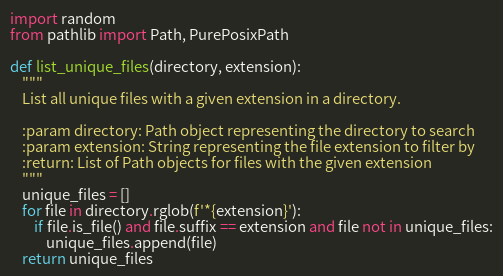 import random
from pathlib import Path, PurePosixPath

def list_unique_files(directory, extension):
    """
    List all unique files with a given extension in a directory.

    :param directory: Path object representing the directory to search
    :param extension: String representing the file extension to filter by
    :return: List of Path objects for files with the given extension
    """
    unique_files = []
    for file in directory.rglob(f'*{extension}'):
        if file.is_file() and file.suffix == extension and file not in unique_files:
            unique_files.append(file)
    return unique_files